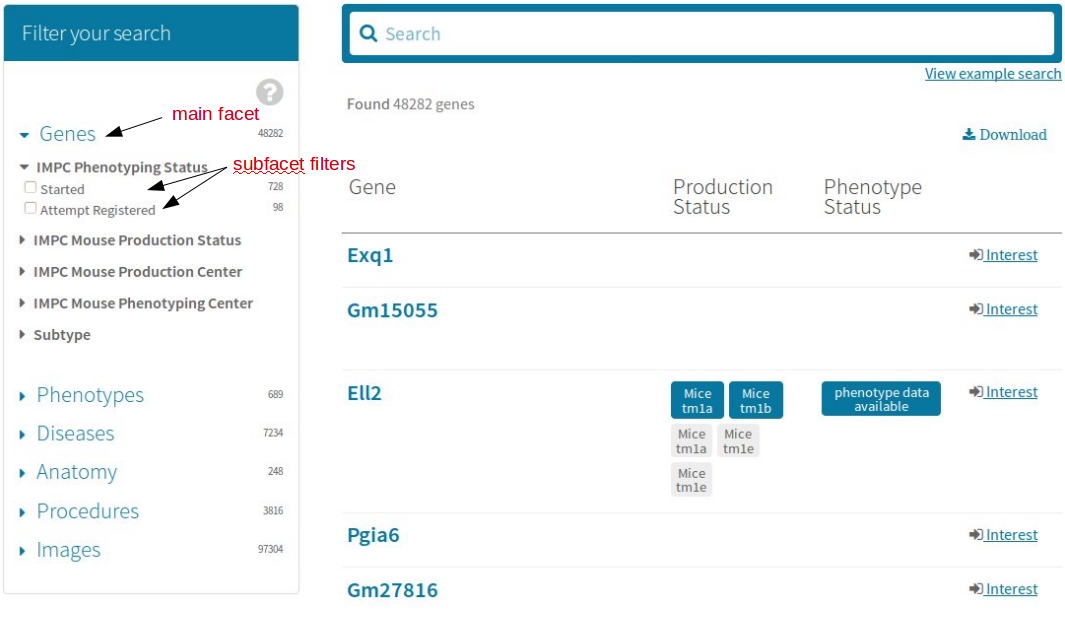 Filter your search
?
main facet
Genes 48282
IMPC Phenotyping Status
subfacet filters
Started 728
Attempt Registered 98
IMPC Mouse Production Status
IMPC Mouse Production Center
IMPC Mouse Phenotyping Center
Subtype
Phenotypes 689
Diseases 7234
Anatomy 248
Procedures 3816
Images 97304
Search
View example search
Found 48282 genes
Download
Gene
Production
Status
Phenotype
Status
Exq1
Interest
Gm15055
Interest
Ell2
Mice
tm1a
Mice
tm1b
Mice
tm1a
Mice
tm1e
Mice
tm1e
phenotype data
available
Interest
Pgia6
Interest
Gm27816
Interest